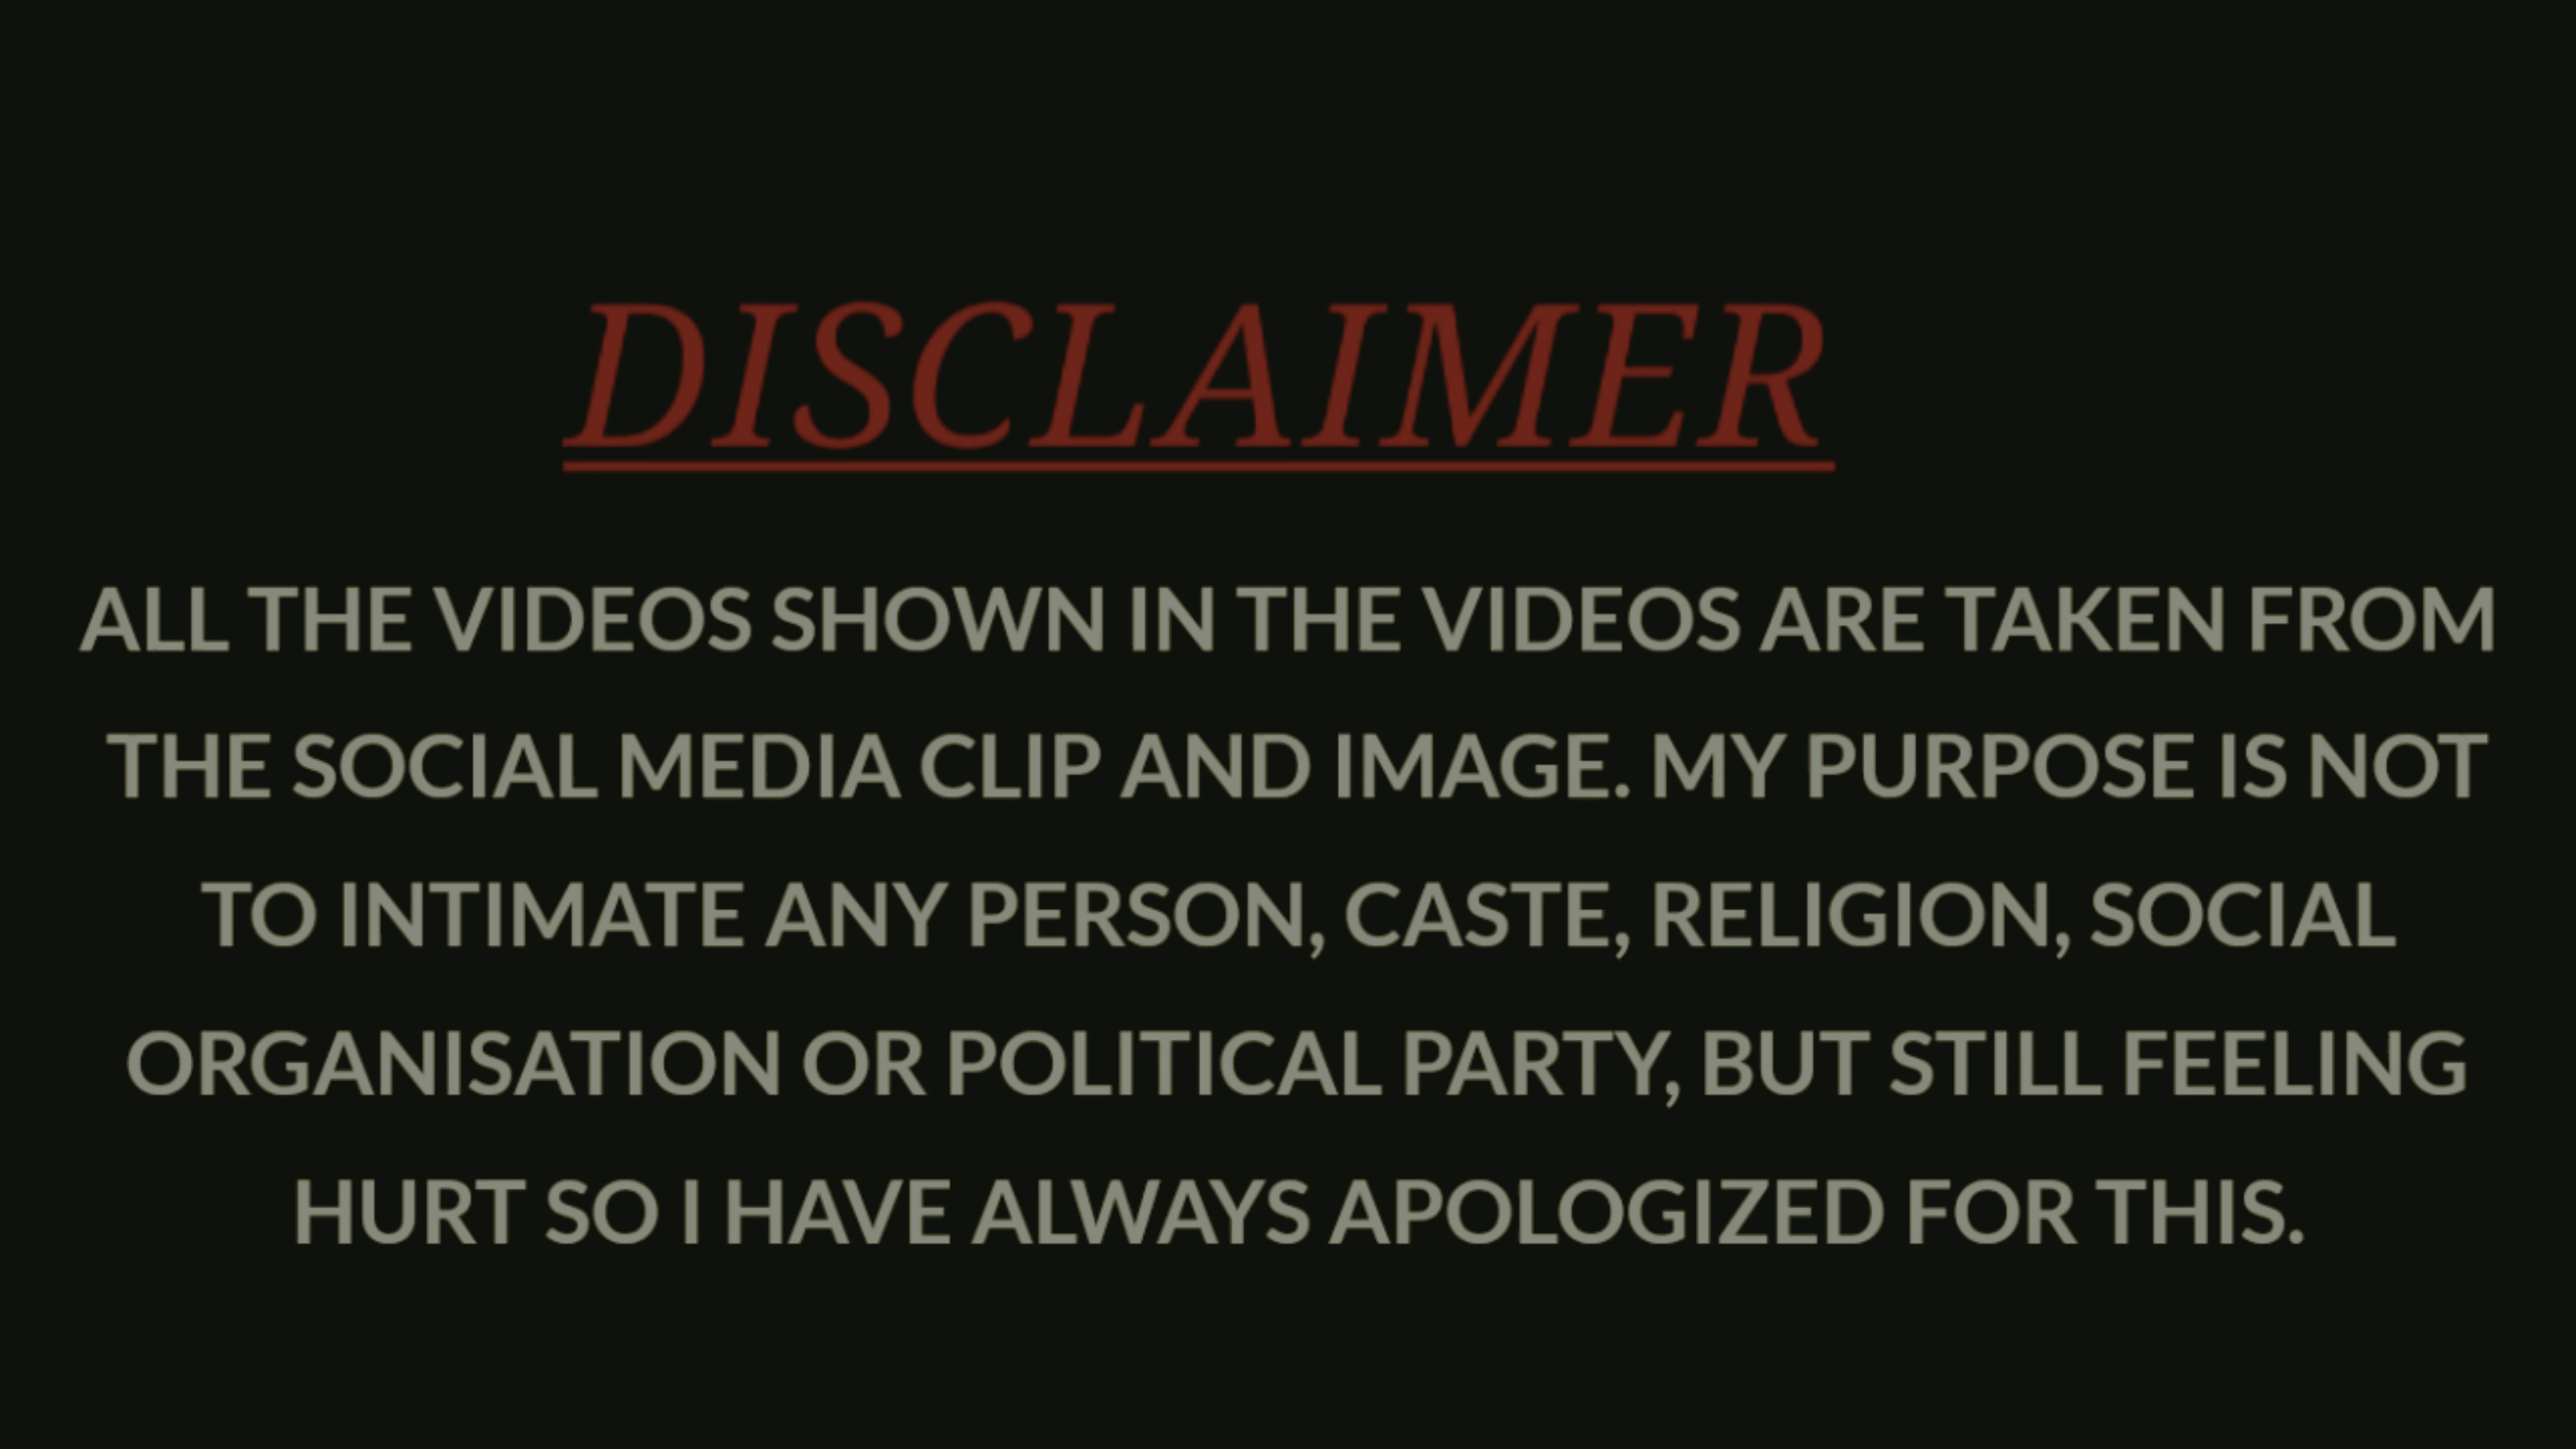 DISCLAIMER
ALL THE VIDEOS SHOWN IN THE VIDEOS ARE TAKEN FROM
THE SOCIAL MEDIA CLIP AND IMAGE. MY PURPOSE IS NOT
TO INTIMATE ANY PERSON, CASTE, RELIGION, SOCIAL
ORGANISATION OR POLITICAL PARTY, BUT STILL FEELING
HURT SO I HAVE ALWAYS APOLOGIZED FOR THIS.